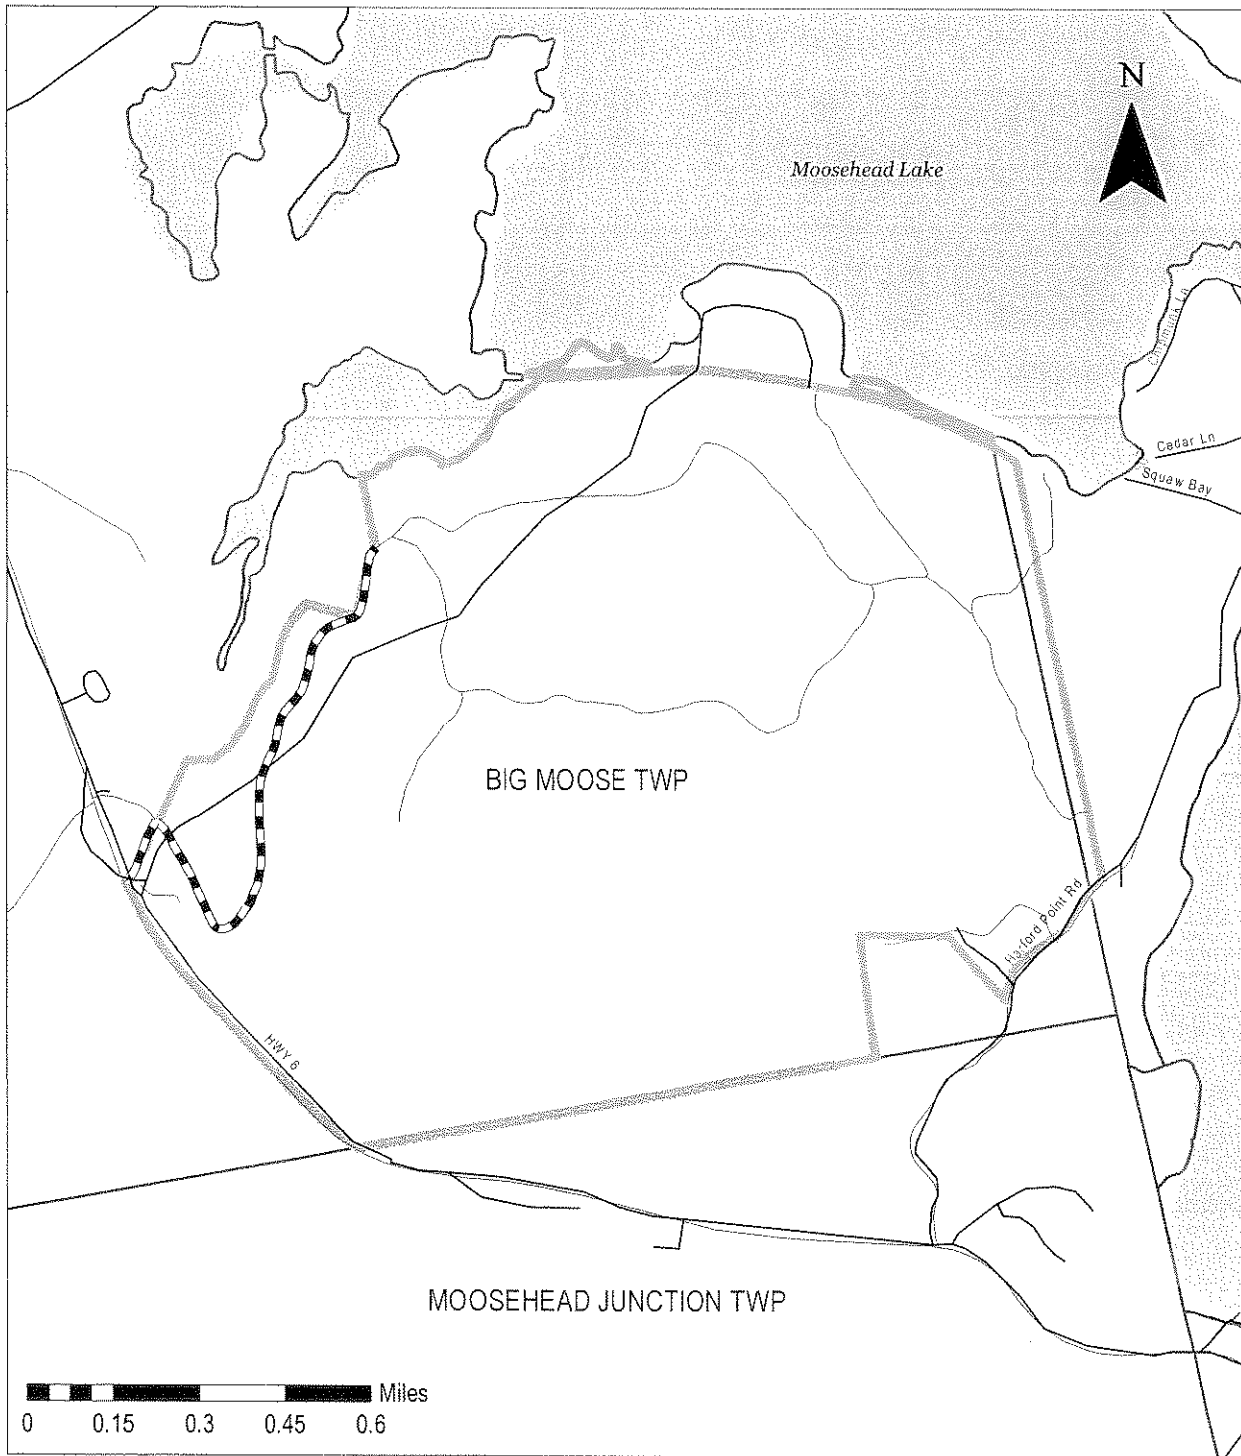 N
Moosehead Lake
Cedar Ln
Squaw Bay
BIG MOOSE TWP
Harford Point Rd
HWY 6
MOOSEHEAD JUNCTION TWP
Miles
0 0.15 0.3 0.45 0.6